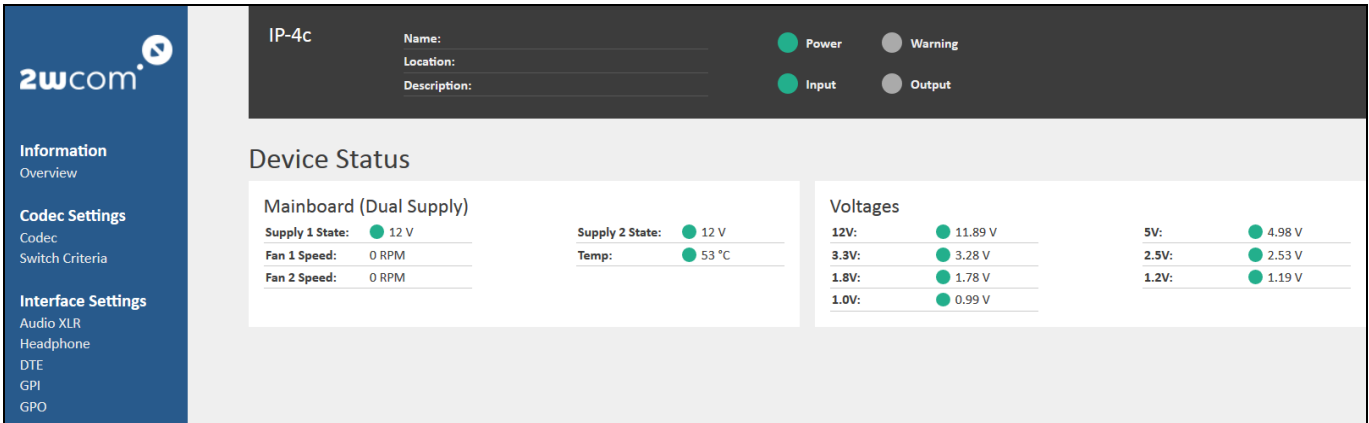 2wcom
Information
Overview
Codec Settings
Codec
Switch Criteria
Interface Settings
Audio XLR
Headphone
DTE
GPI
GPO
IP-4c
Name:
Location:
Description:
Power Warning
Input Output
Device Status
Mainboard (Dual Supply)
Supply 1 State: 12 V Supply 2 State: 12 V
Fan 1 Speed: 0 RPM Temp: 53 °C
Fan 2 Speed: 0 RPM
Voltages
12V: 11.89 V 5V: 4.98 V
3.3V: 3.28 V 2.5V: 2.53 V
1.8V: 1.78 V 1.2V: 1.19 V
1.0V: 0.99 V